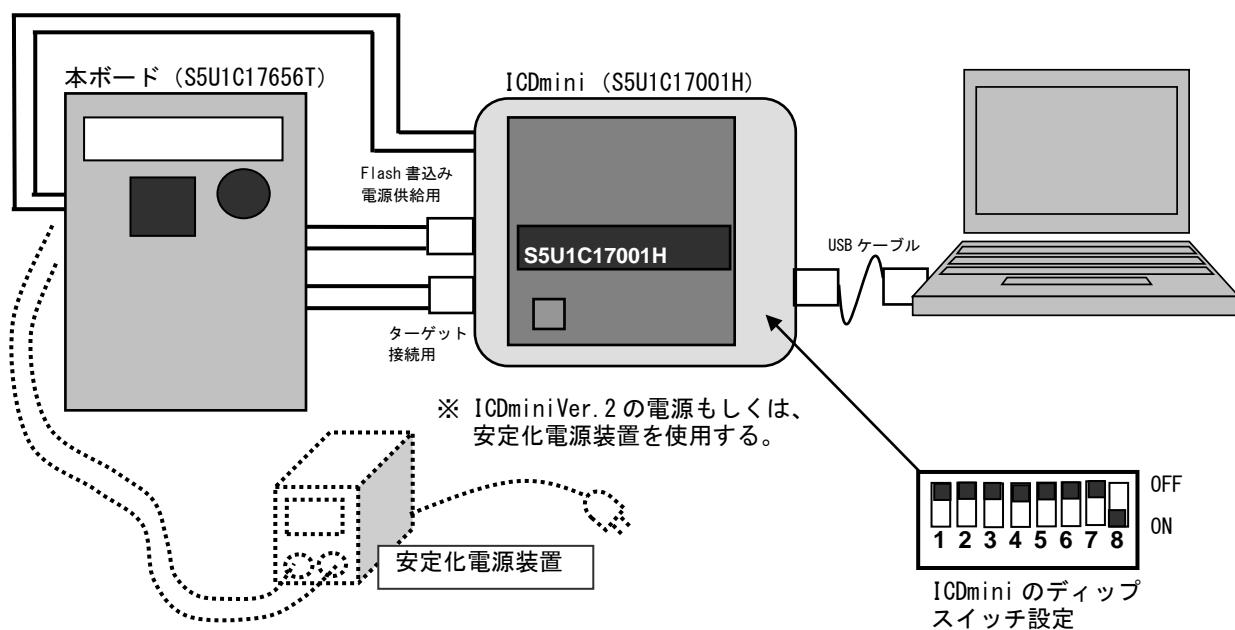 本ボード (S5U1C17656T)
ICDmini (S5U1C17001H)
Flash 書込み
電源供給用
S5U1C17001H
USB ケーブル
ターゲット
接続用
※ ICDminiVer.2 の電源もしくは、
安定化電源装置を使用する。
安定化電源装置
OFF
ON
1 2 3 4 5 6 7 8
ICDmini のディップ
スイッチ設定